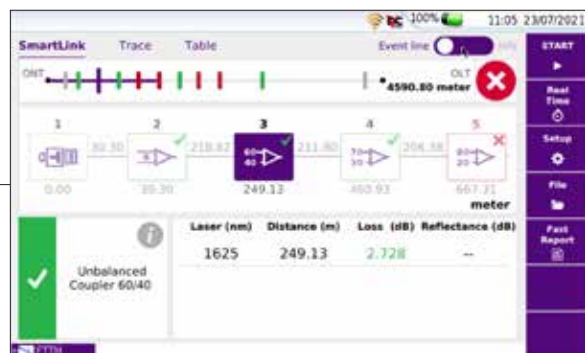 100% 11:05 23/07/2021
SmartLink Trace Table Event line Info
START
ONT OLT
4590.80 meter
Real Time
1 2 3 4 5
30.30 218.82 60 40 211.80 70 30 206.38 80 20
0.00 30.30 249.13 460.93 667.31
meter
Setup
File
Fast Report
Laser (nm) Distance (m) Loss (dB) Reflectance (dB)
1625 249.13 2.728 --
Unbalanced
Coupler 60/40
FTTH